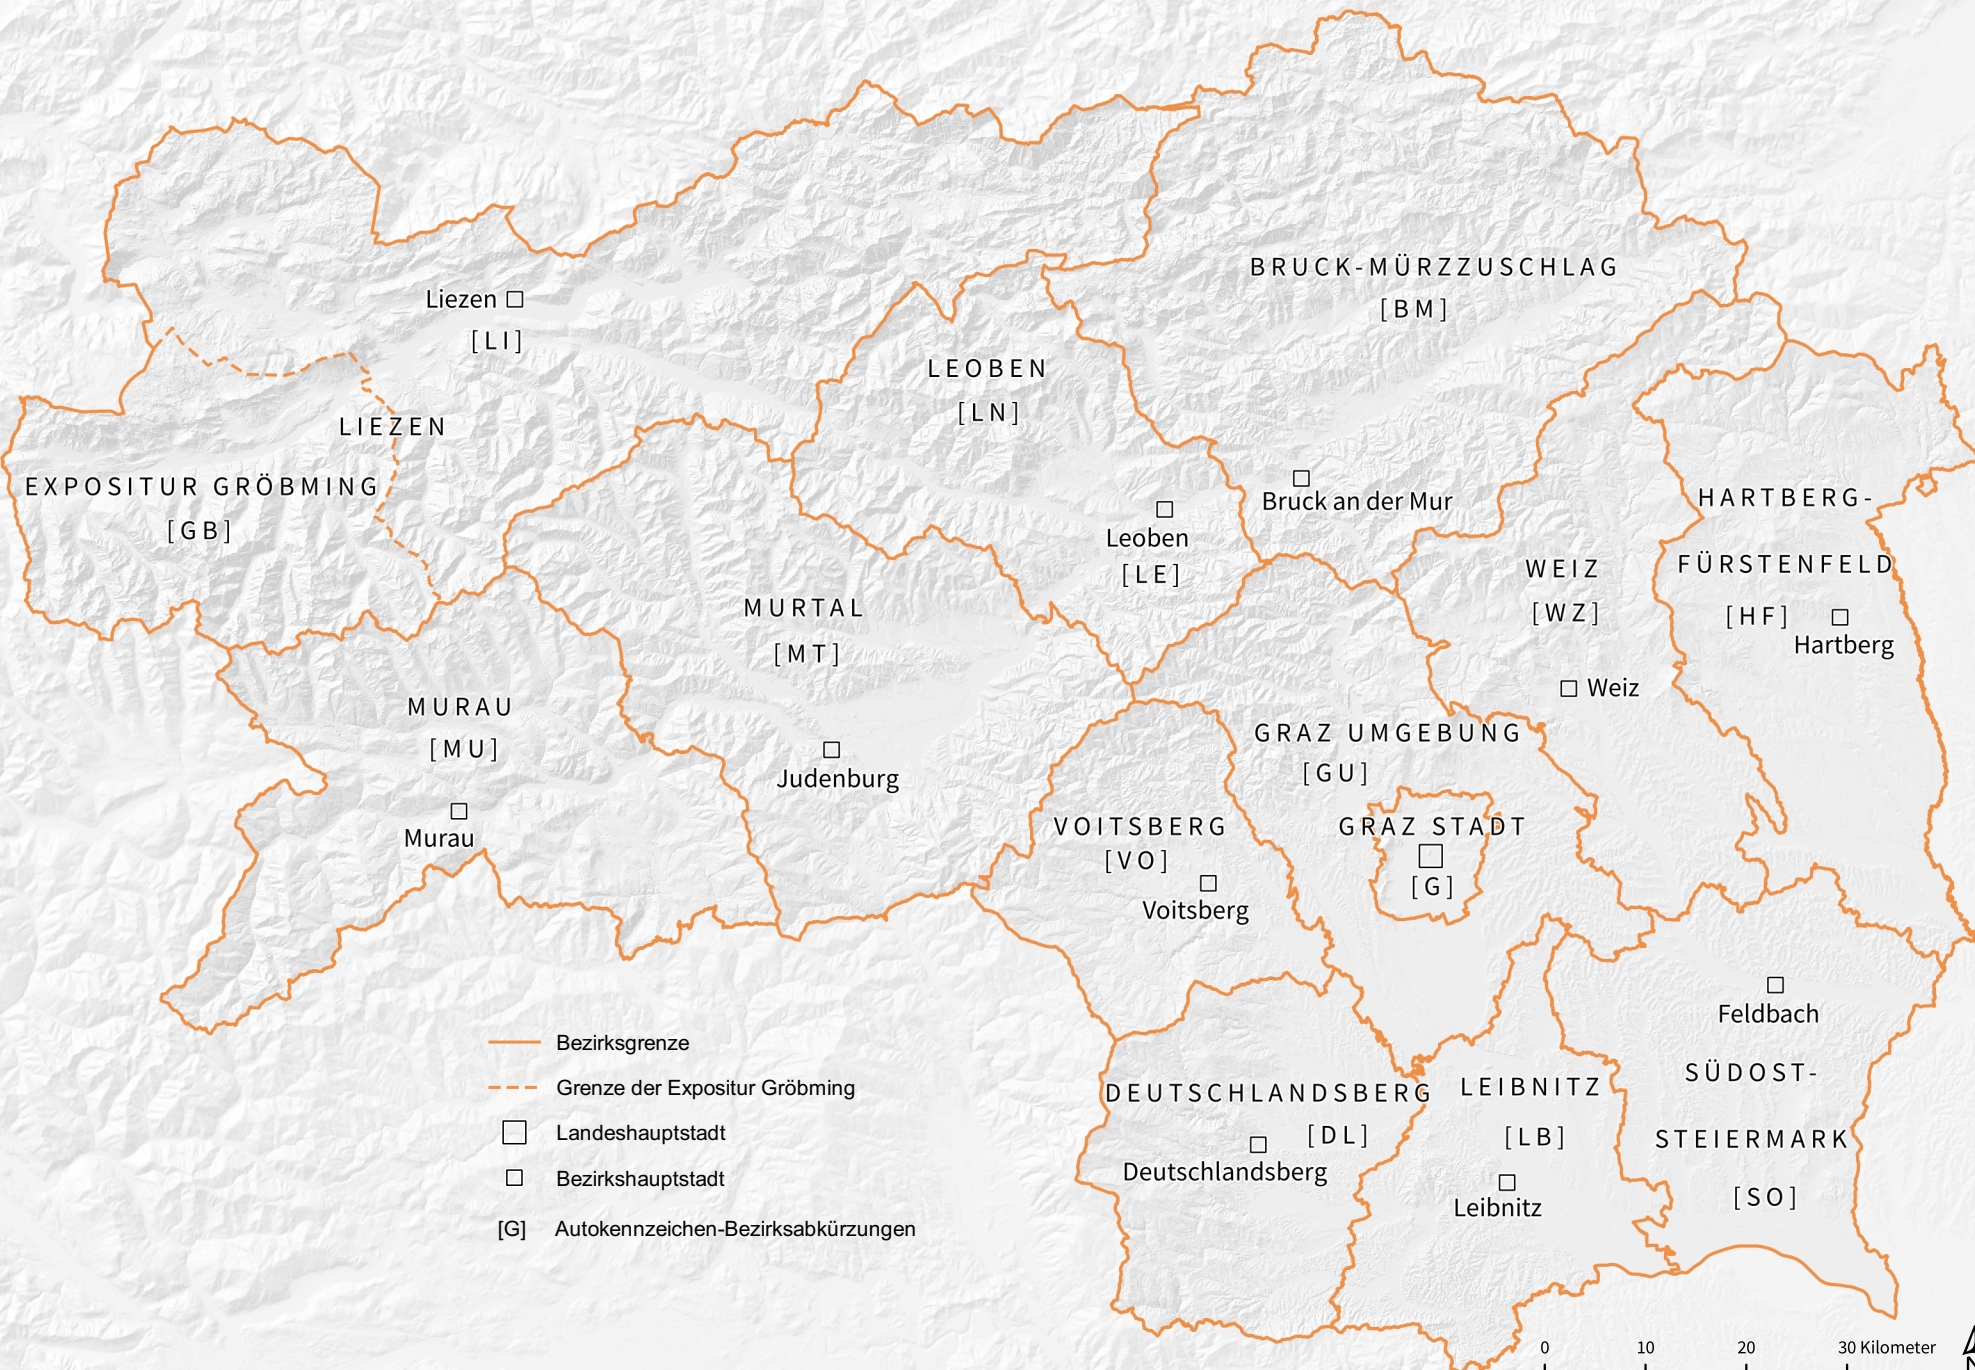 BRUCK-MÜRZZUSCHLAG
[BM]
Liezen
[LI]
LEOBEN
[LN]
LIEZEN
EXPOSITUR GRÖBMING
[GB]
Bruck an der Mur
HARTBERG-
Leoben
[LE]
WEIZ
[WZ]
FÜRSTENFELD
[HF]
Hartberg
MURTAL
[MT]
Weiz
MURAU
[MU]
GRAZ UMGEBUNG
[GU]
Judenburg
Murau
VOITSBERG
[VO]
Voitsberg
GRAZ STADT
[G]
Feldbach
SÜDOST-
STEIERMARK
[SO]
DEUTSCHLANDSBERG
[DL]
Deutschlandsberg
LEIBNITZ
[LB]
Leibnitz
Bezirksgrenze
Grenze der Expositur Gröbming
Landeshauptstadt
Bezirkshauptstadt
[G] Autokennzeichen-Bezirksabkürzungen
0 10 20 30 Kilometer